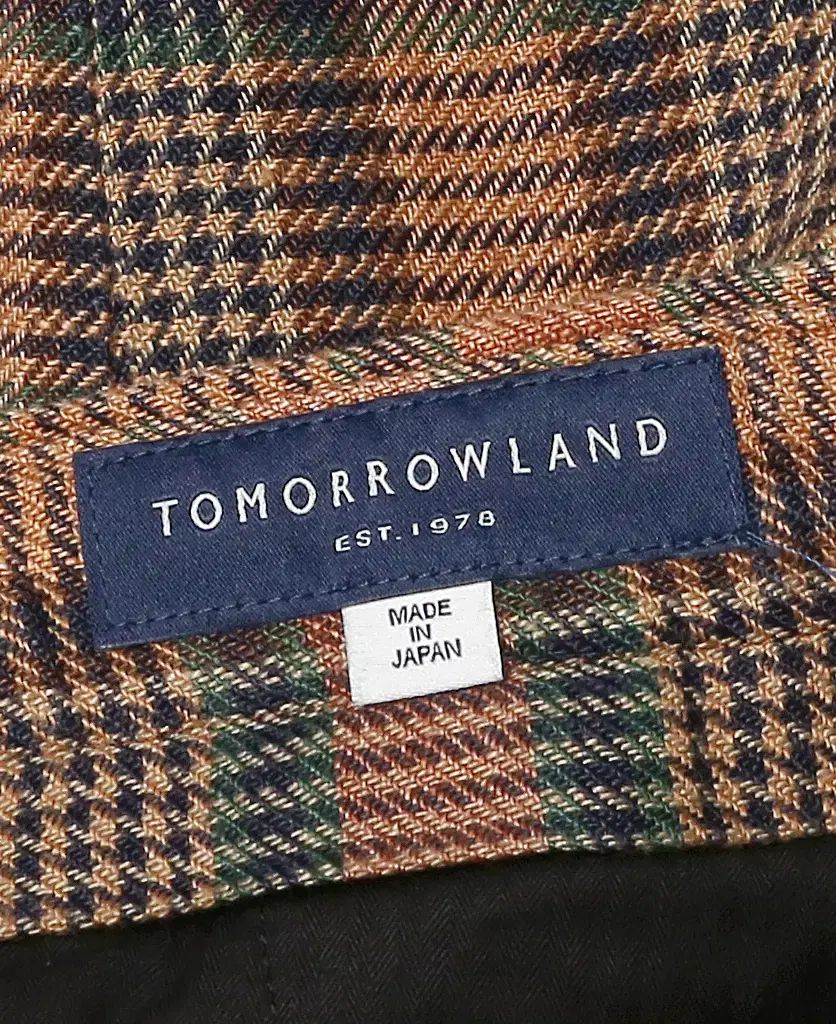 TOMORROWLAND
EST. 1978
MADE
IN
JAPAN